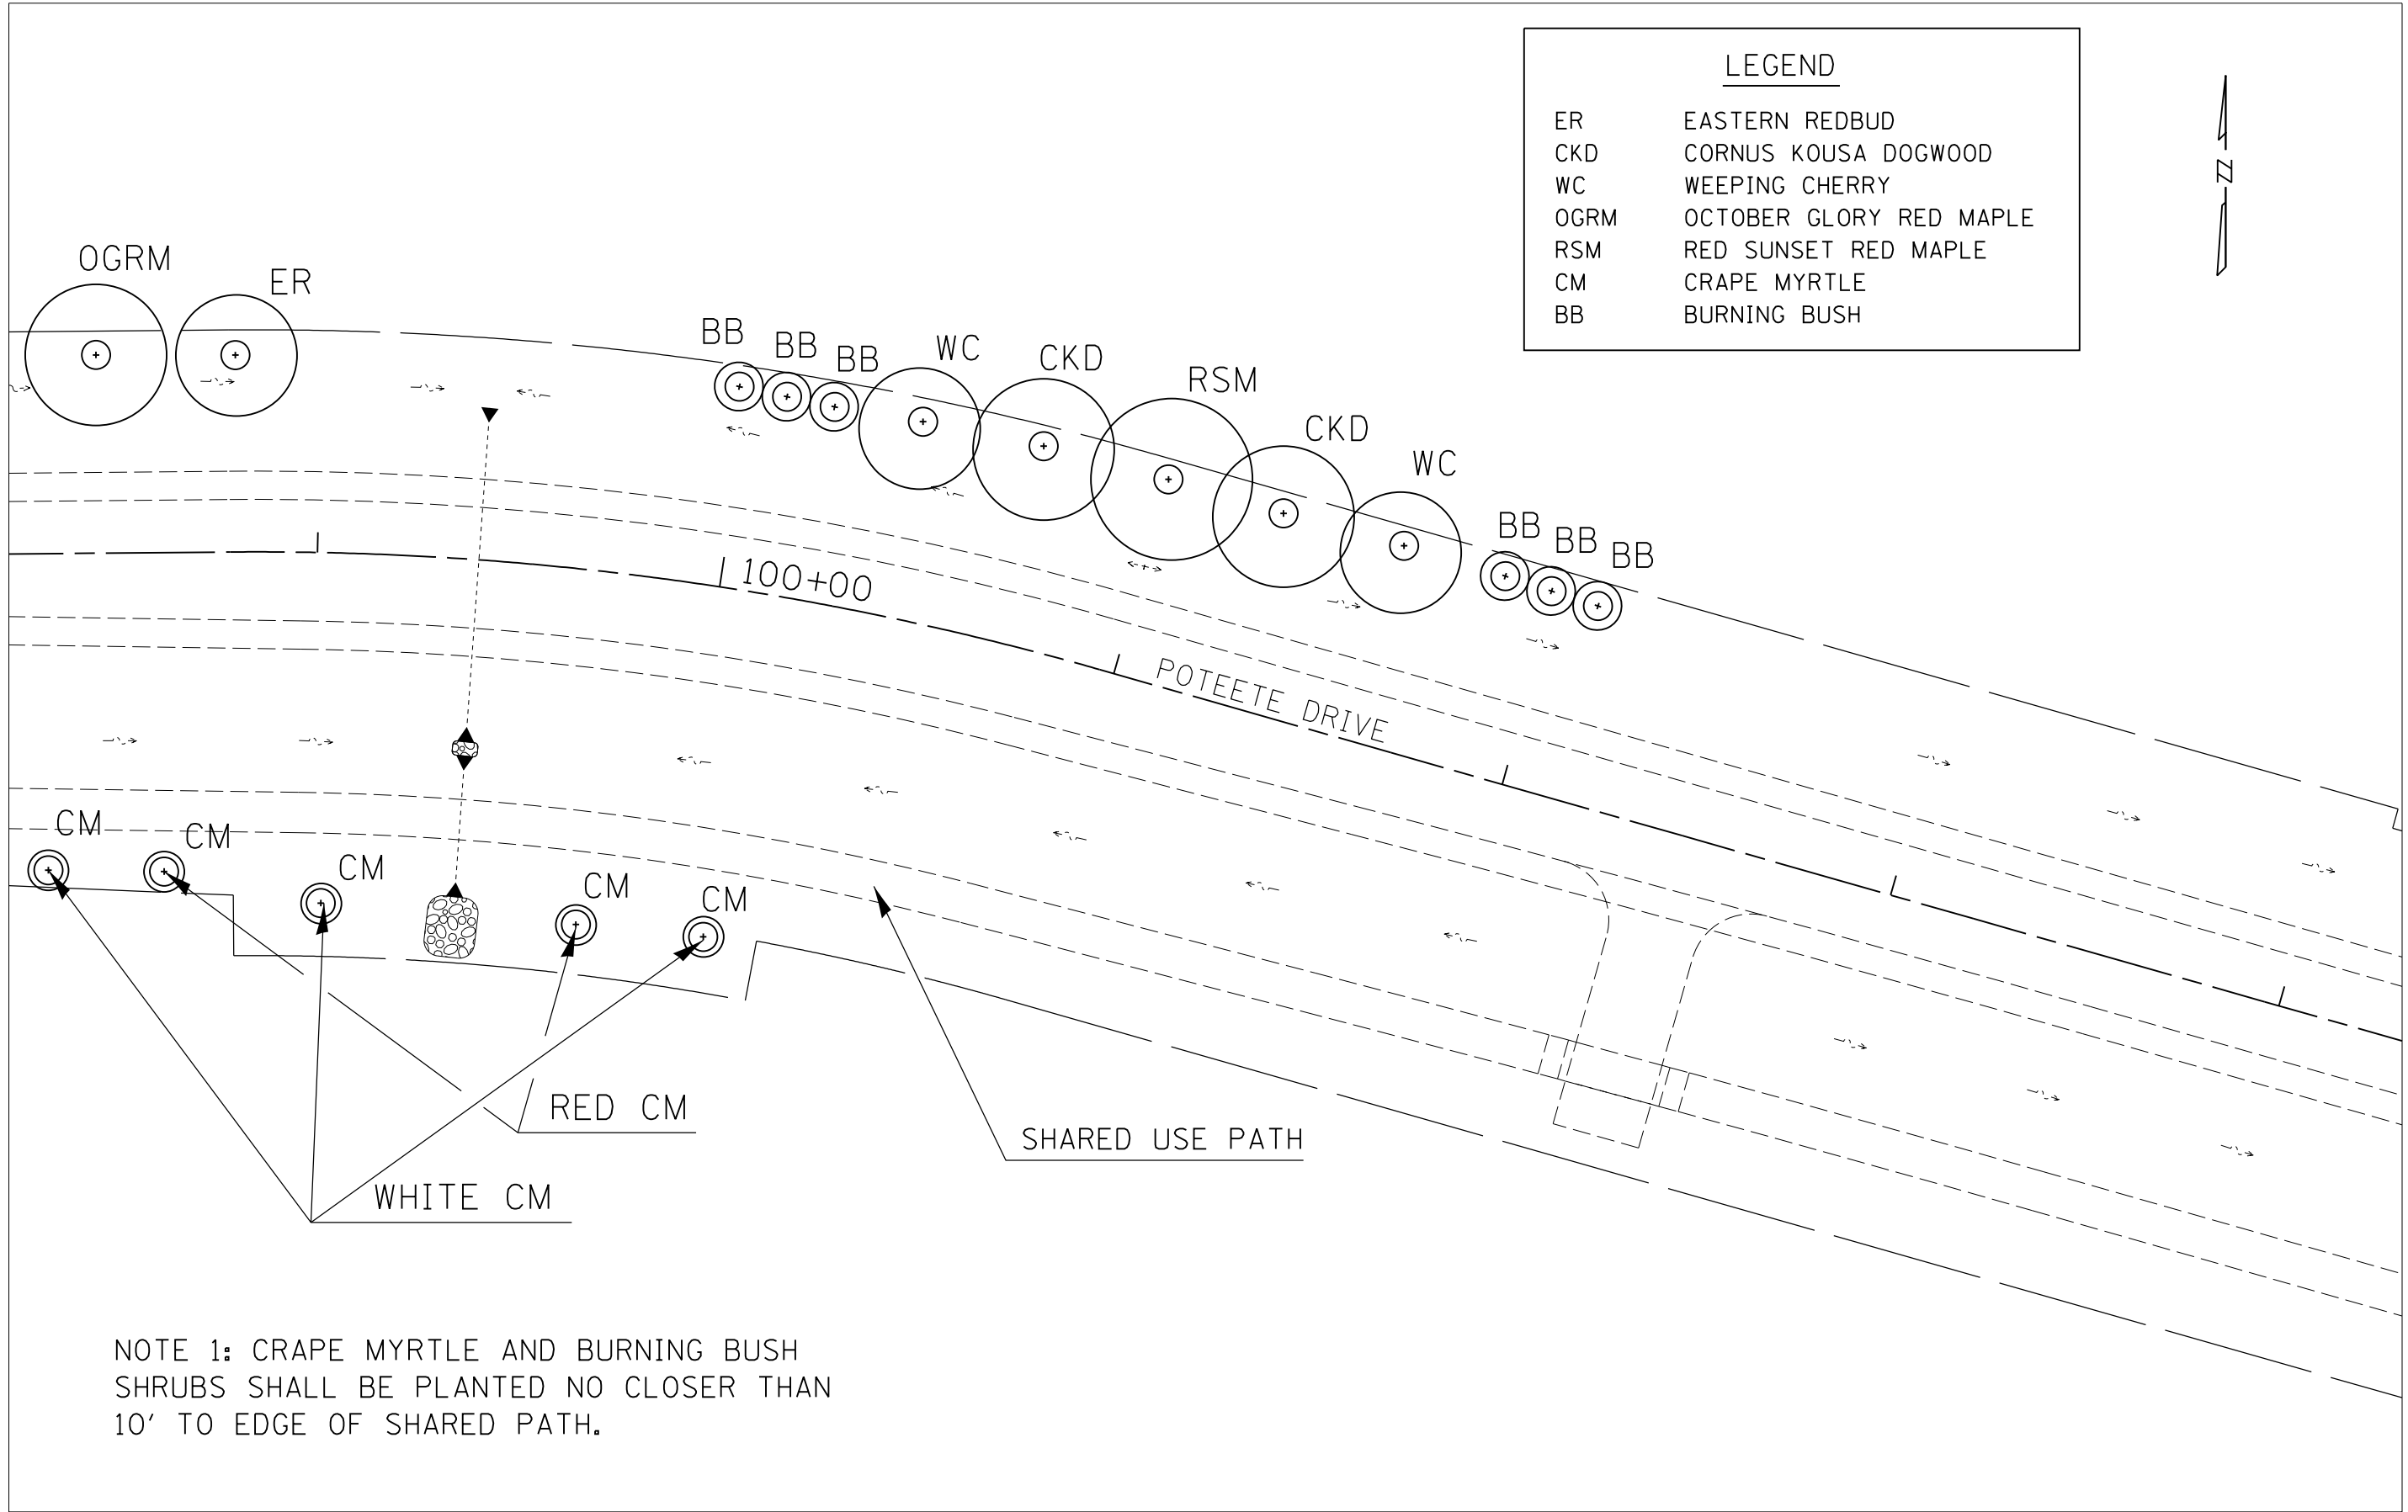 LEGEND
ER EASTERN REDBUD
CKD CORNUS KOUSA DOGWOOD
WC WEEPING CHERRY
OGRM OCTOBER GLORY RED MAPLE
RSM RED SUNSET RED MAPLE
CM CRAPE MYRTLE
BB BURNING BUSH
N
OGRM
ER
BB
BB
BB
WC
CKD
RSM
CKD
WC
BB
BB
BB
100+00
POTEETE DRIVE
CM
CM
CM
CM
CM
RED CM
SHARED USE PATH
WHITE CM
NOTE 1: CRAPE MYRTLE AND BURNING BUSH
SHRUBS SHALL BE PLANTED NO CLOSER THAN
10' TO EDGE OF SHARED PATH.